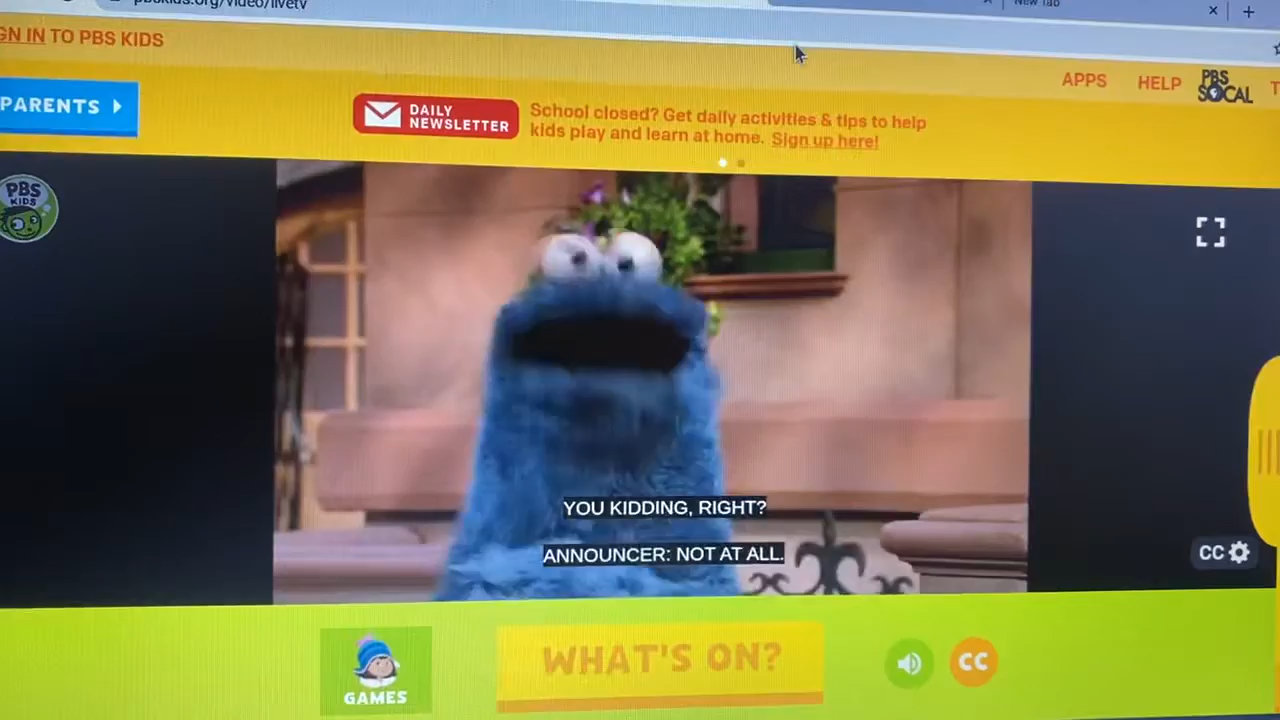 pbskids.org/video/livetv
New Tab
GN IN TO PBS KIDS
PARENTS
DAILY
NEWSLETTER
School closed? Get daily activities & tips to help
kids play and learn at home. Sign up here!
APPS
HELP
PBS
SOCAL
T
PBS
KIDS
YOU KIDDING, RIGHT?
ANNOUNCER: NOT AT ALL.
CC
GAMES
WHAT'S ON?
CC